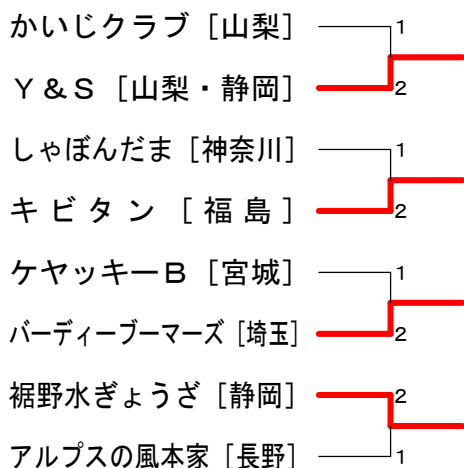 かいじクラブ [山梨] 1
Y&S [山梨・静岡] 2
しゃぼんだま [神奈川] 1
キビタン [福島] 2
ケヤッキーB [宮城] 1
バーディーブーマーズ [埼玉] 2
裾野水ぎょうざ [静岡] 2
アルプスの風本家 [長野] 1